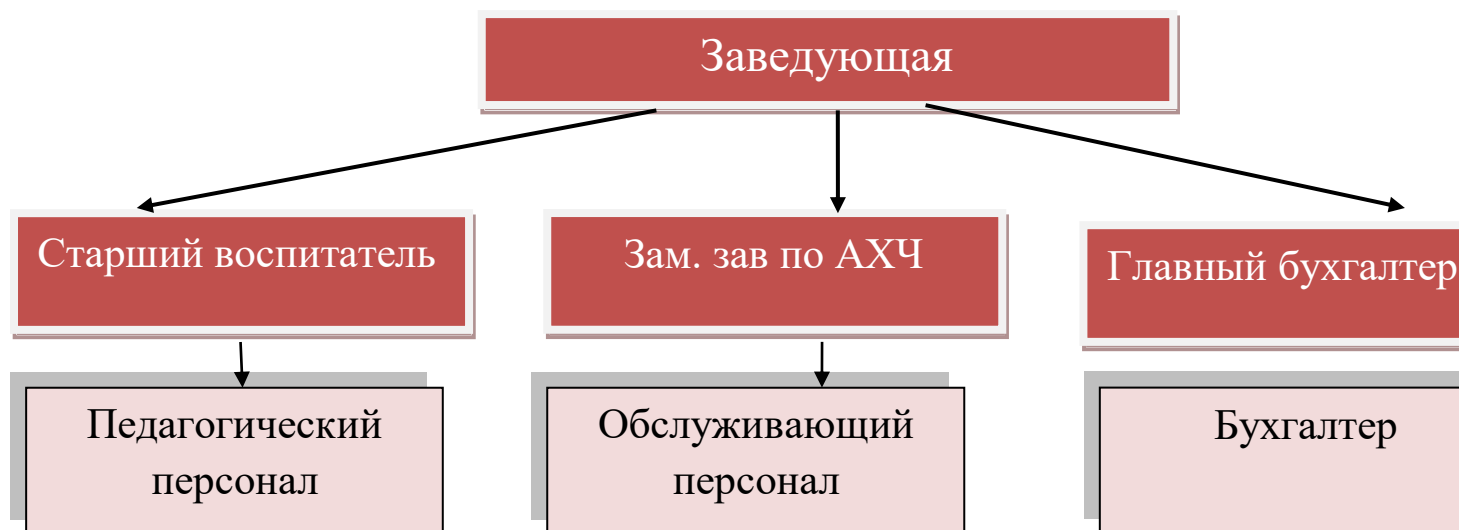 Заведующая
Старший воспитатель
Зам. зав по АХЧ
Главный бухгалтер
Педагогический
персонал
Обслуживающий
персонал
Бухгалтер